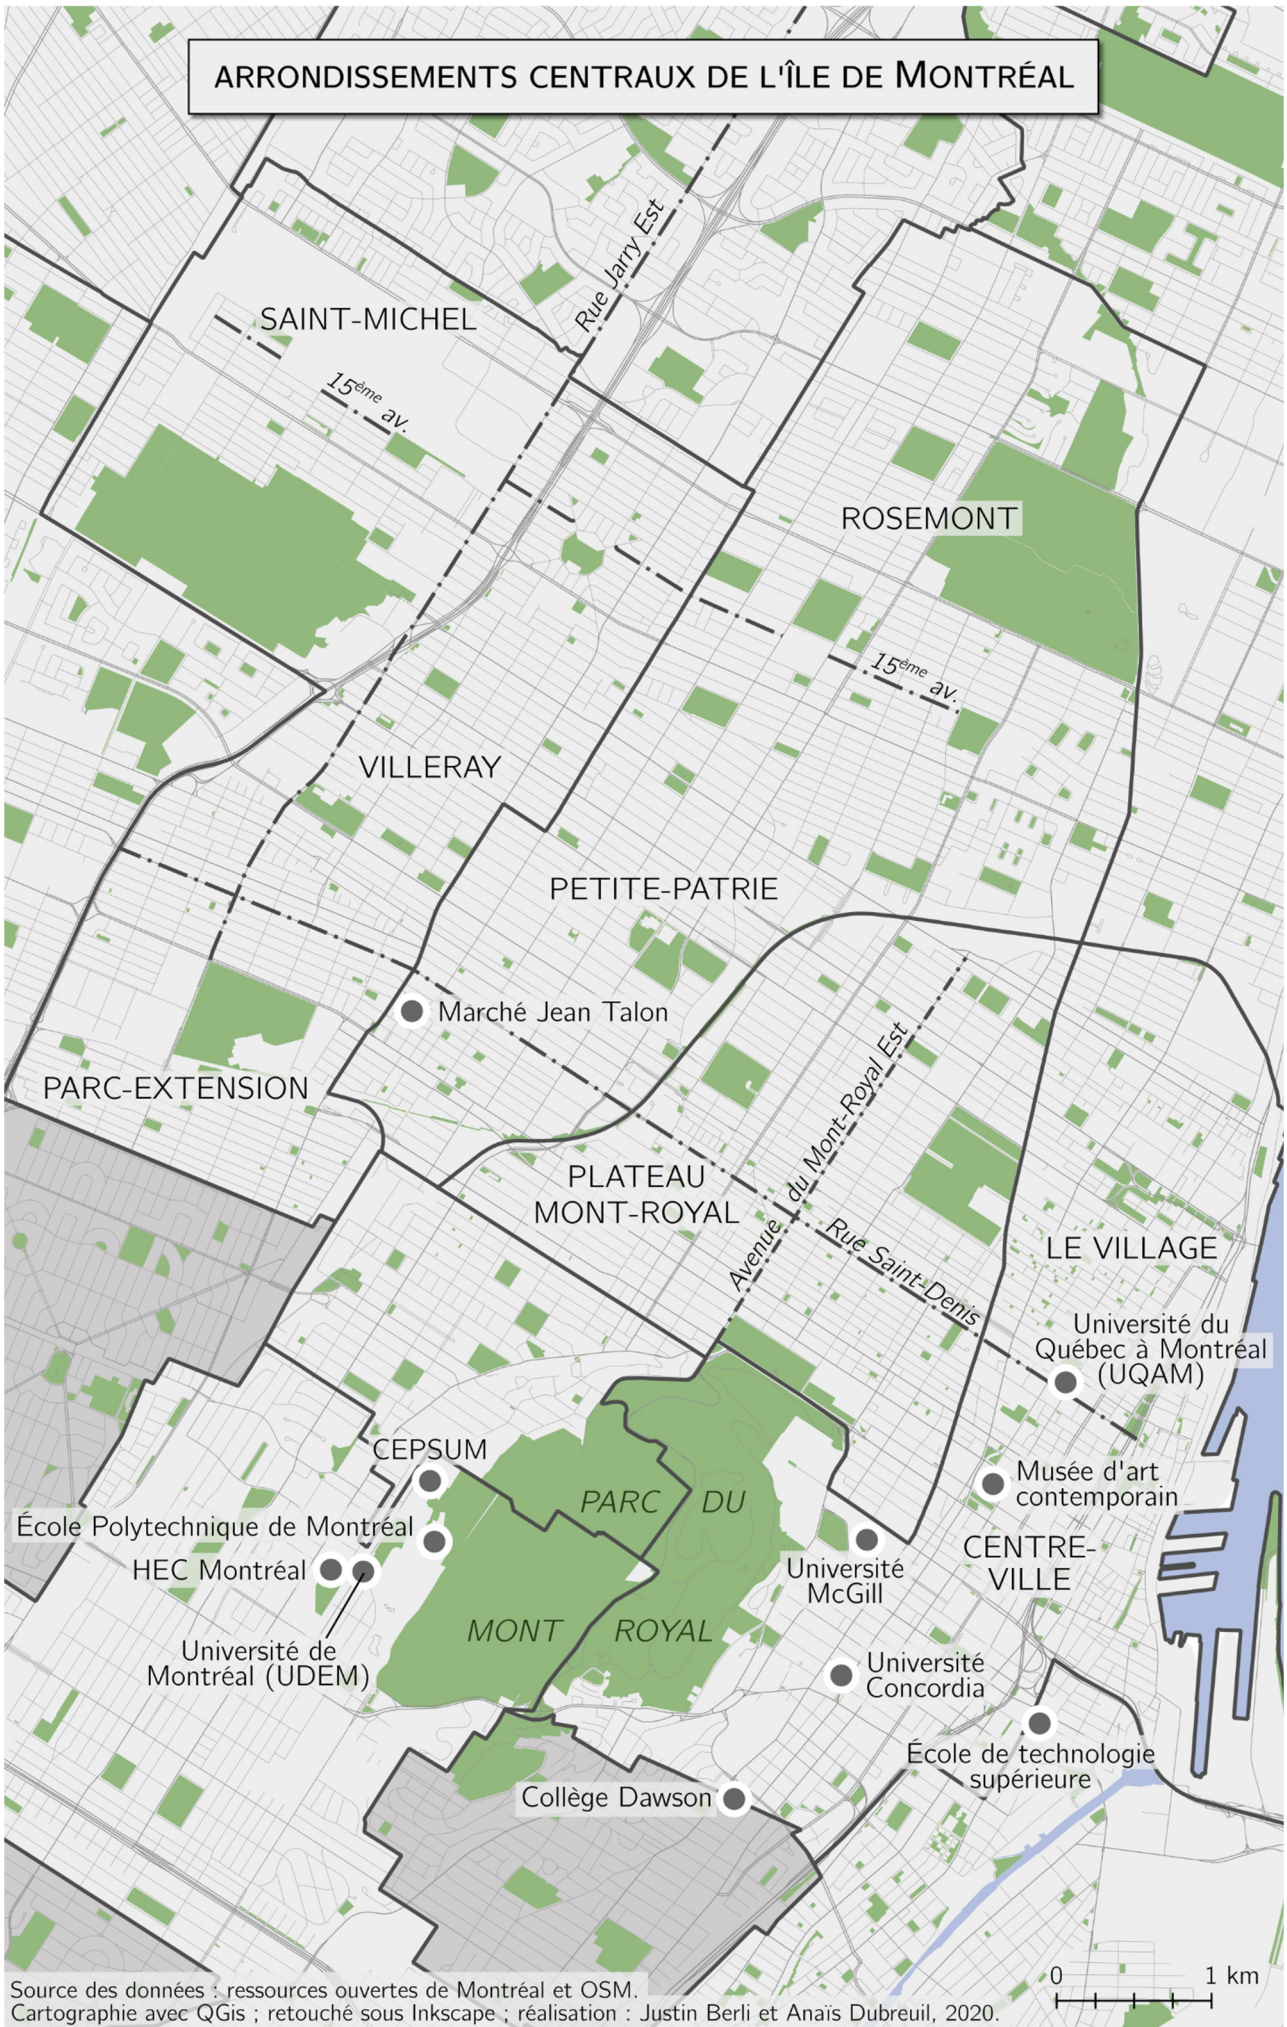 ARRONDISSEMENTS CENTRAUX DE L'ÎLE DE MONTRÉAL
Rue Jarry Est
SAINT-MICHEL
15ème av.
ROSEMONT
15ème av.
VILLERAY
PETITE-PATRIE
Marché Jean Talon
PARC-EXTENSION
Avenue du Mont-Royal Est
PLATEAU
MONT-ROYAL
Rue Saint-Denis
LE VILLAGE
Université du
Québec à Montréal
(UQAM)
CEPSUM
Musée d'art
contemporain
PARC DU
École Polytechnique de Montréal
HEC Montréal
CENTRE-
VILLE
Université
McGill
MONT ROYAL
Université de
Montréal (UDEM)
Université
Concordia
École de technologie
supérieure
Collège Dawson
0 1 km
Source des données : ressources ouvertes de Montréal et OSM.
Cartographie avec QGis ; retouché sous Inkscape ; réalisation : Justin Berli et Anaïs Dubreuil, 2020.